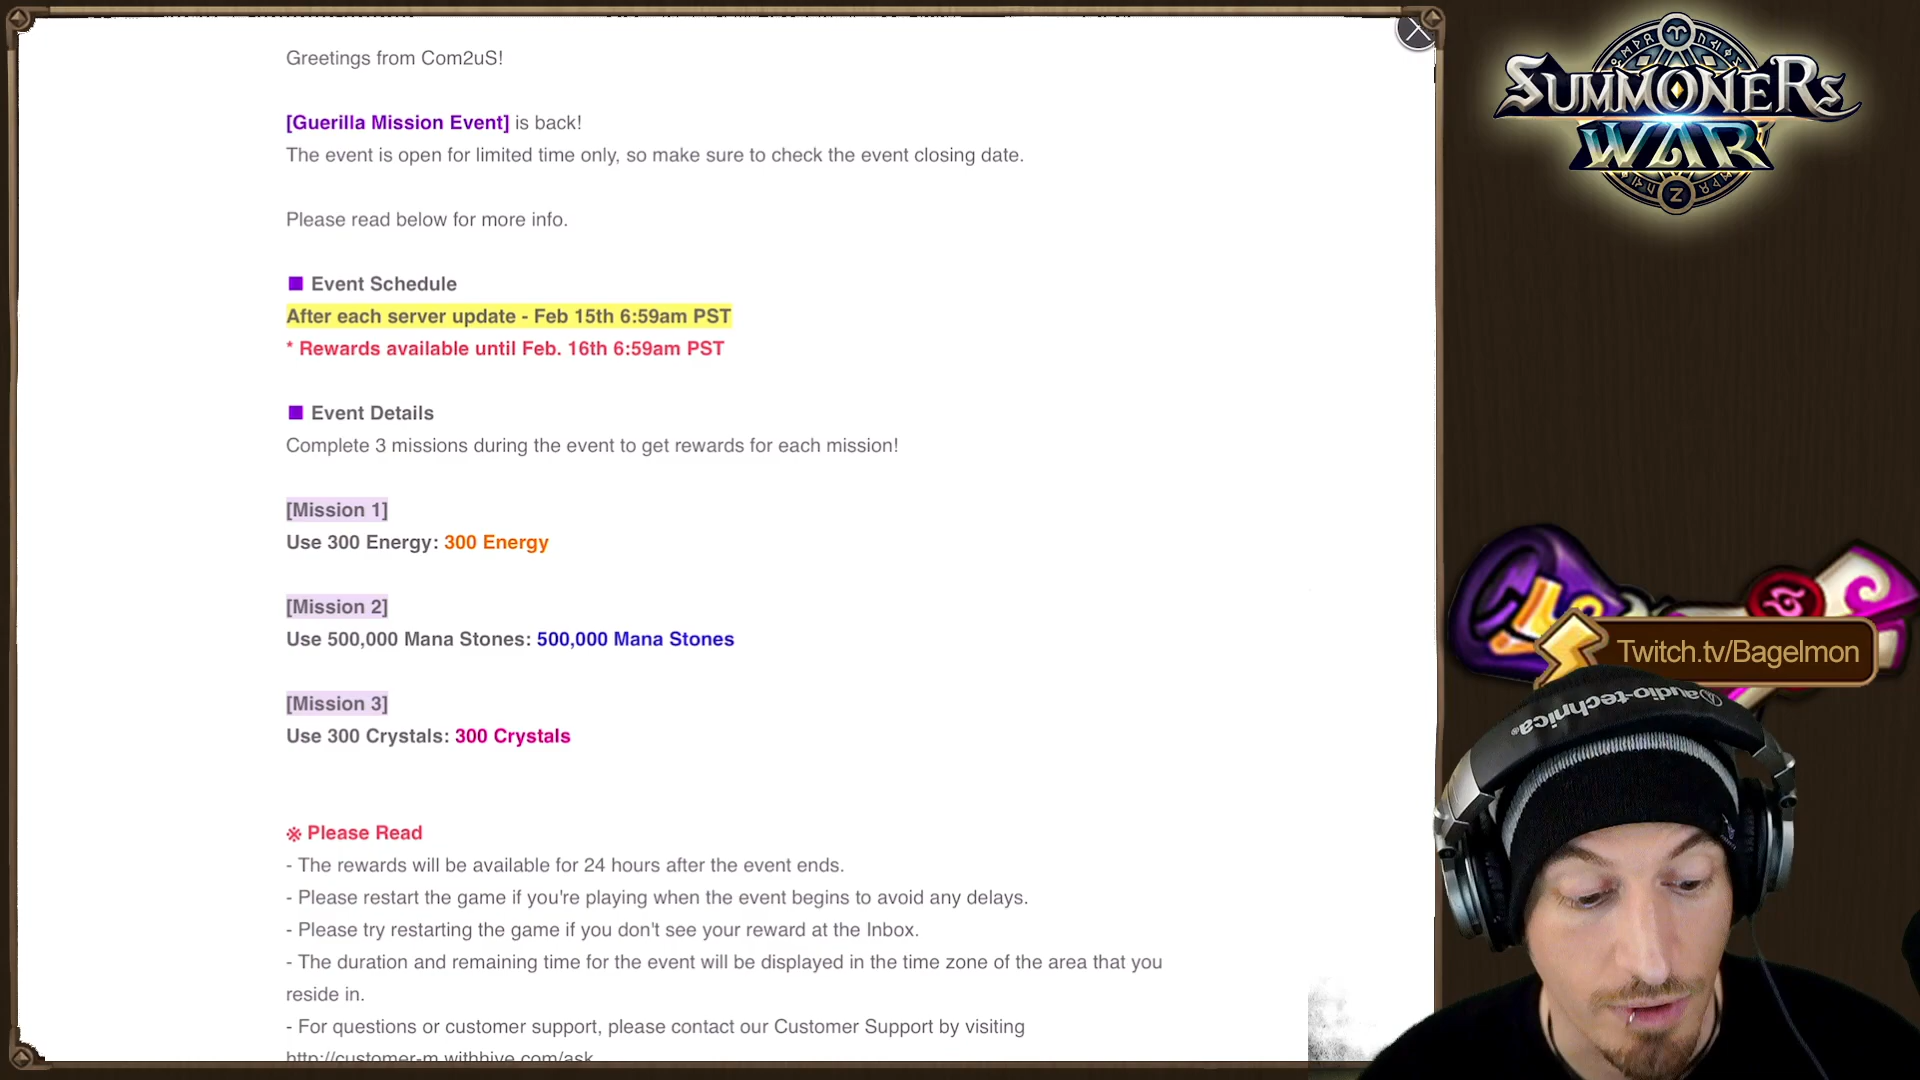 Greetings from Com2uS!
[Guerilla Mission Event] is back!
The event is open for limited time only, so make sure to check the event closing date.
Please read below for more info.
■ Event Schedule
After each server update - Feb 15th 6:59am PST
* Rewards available until Feb. 16th 6:59am PST
■ Event Details
Complete 3 missions during the event to get rewards for each mission!
[Mission 1]
Use 300 Energy: 300 Energy
[Mission 2]
Use 500,000 Mana Stones: 500,000 Mana Stones
[Mission 3]
Use 300 Crystals: 300 Crystals
※ Please Read
- The rewards will be available for 24 hours after the event ends.
- Please restart the game if you're playing when the event begins to avoid any delays.
- Please try restarting the game if you don't see your reward at the Inbox.
- The duration and remaining time for the event will be displayed in the time zone of the area that you
reside in.
- For questions or customer support, please contact our Customer Support by visiting
http://customer-m.withhive.com/ask
SUMMONERS
WAR
Twitch.tv/Bagelmon
audio-technica